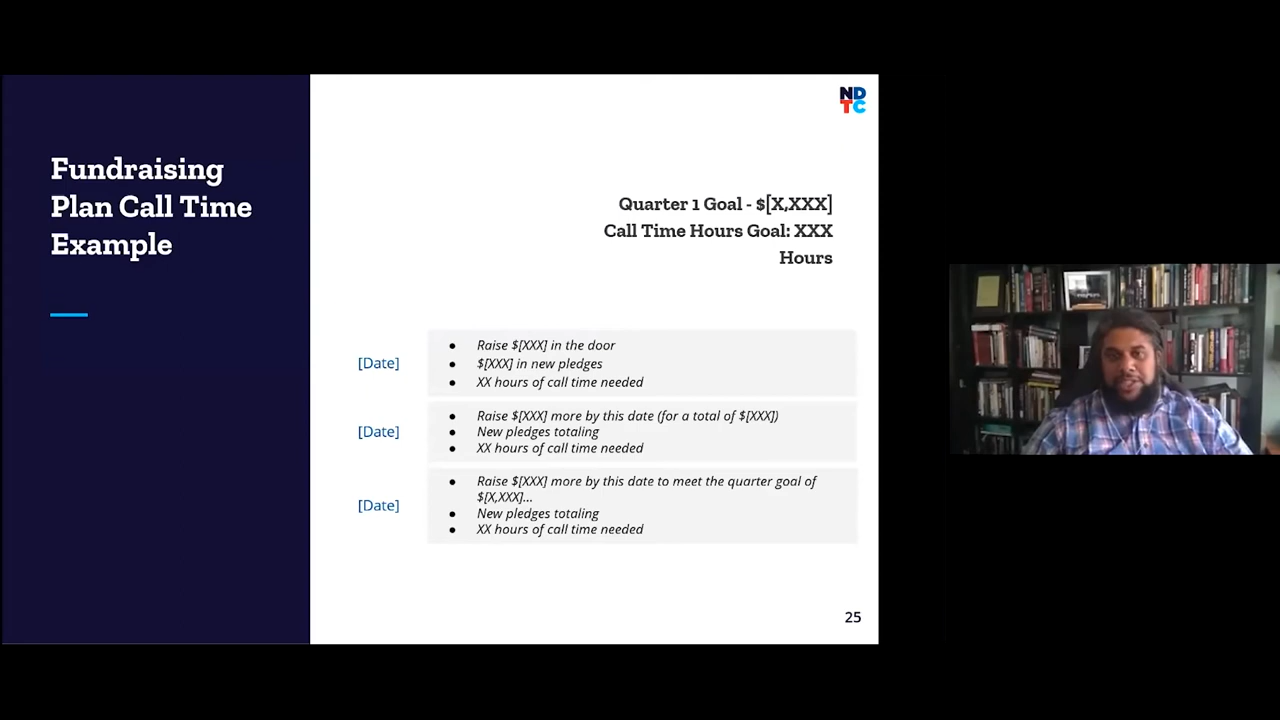 Fundraising
Plan Call Time
Example
ND
TC
Quarter 1 Goal - $[X,XXX]
Call Time Hours Goal: XXX
Hours
[Date]
● Raise $[XXX] in the door
● $[XXX] in new pledges
● XX hours of call time needed
[Date]
● Raise $[XXX] more by this date (for a total of $[XXX])
● New pledges totaling
● XX hours of call time needed
[Date]
● Raise $[XXX] more by this date to meet the quarter goal of
$[X,XXX]...
● New pledges totaling
● XX hours of call time needed
25